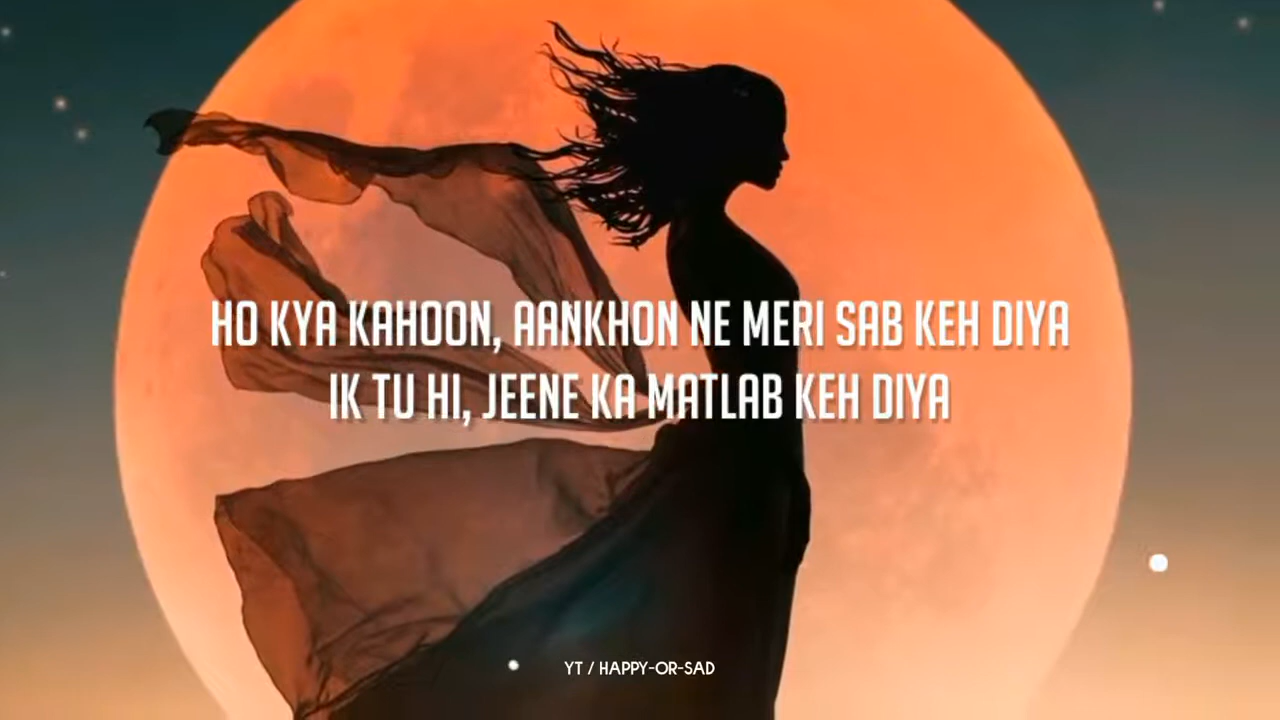 HO KYA KAHOON, AANKHON NE MERI SAB KEH DIYA
IK TU HI, JEENE KA MATLAB KEH DIYA
YT / HAPPY-OR-SAD